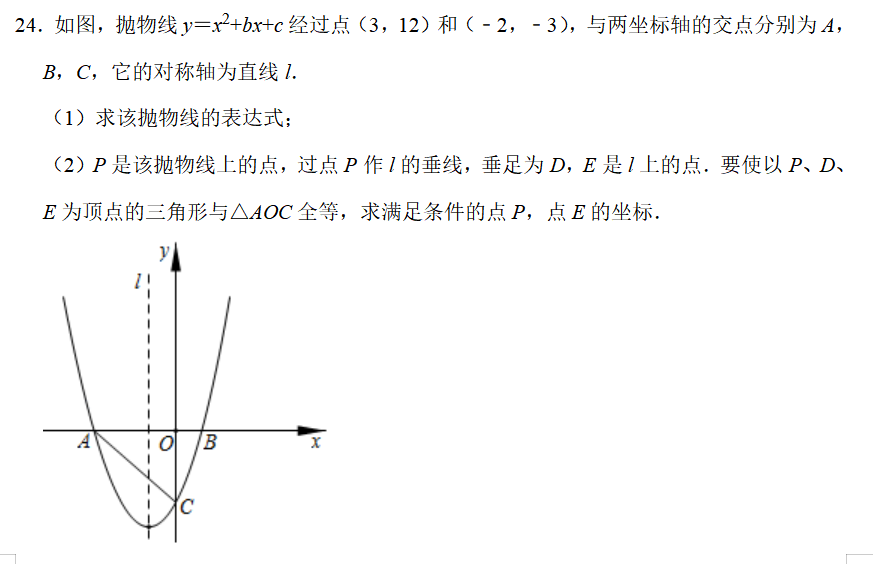 24．如图，抛物线 y＝x²+bx+c 经过点（3，12）和（﹣2，﹣3），与两坐标轴的交点分别为 A，
B，C，它的对称轴为直线 l．
（1）求该抛物线的表达式；
（2）P 是该抛物线上的点，过点 P 作 l 的垂线，垂足为 D，E 是 l 上的点．要使以 P、D、
E 为顶点的三角形与△AOC 全等，求满足条件的点 P，点 E 的坐标．
y
l
A
O
B
x
C